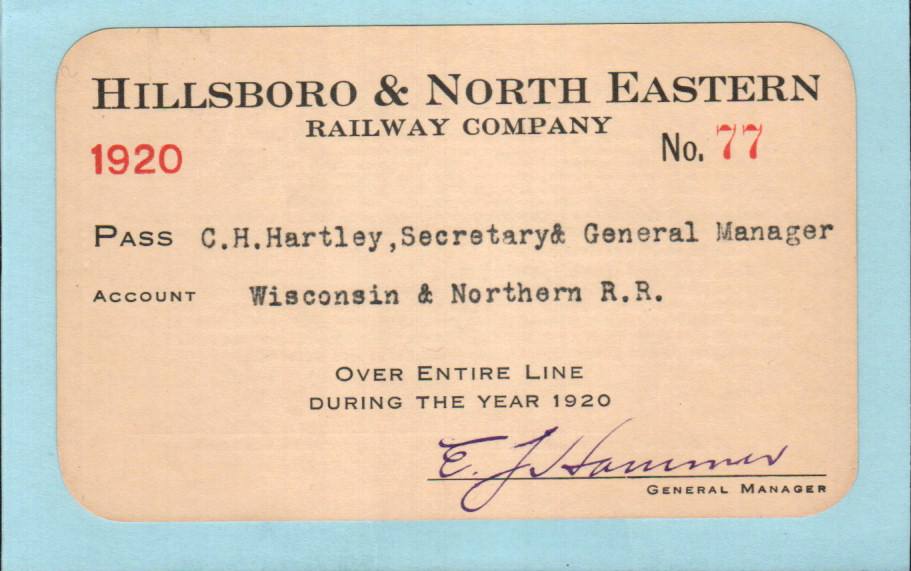 HILLSBORO & NORTH EASTERN
RAILWAY COMPANY
1920 No. 77
PASS C.H.Hartley,Secretary& General Manager
ACCOUNT Wisconsin & Northern R.R.
OVER ENTIRE LINE
DURING THE YEAR 1920
E. J Hammer
GENERAL MANAGER